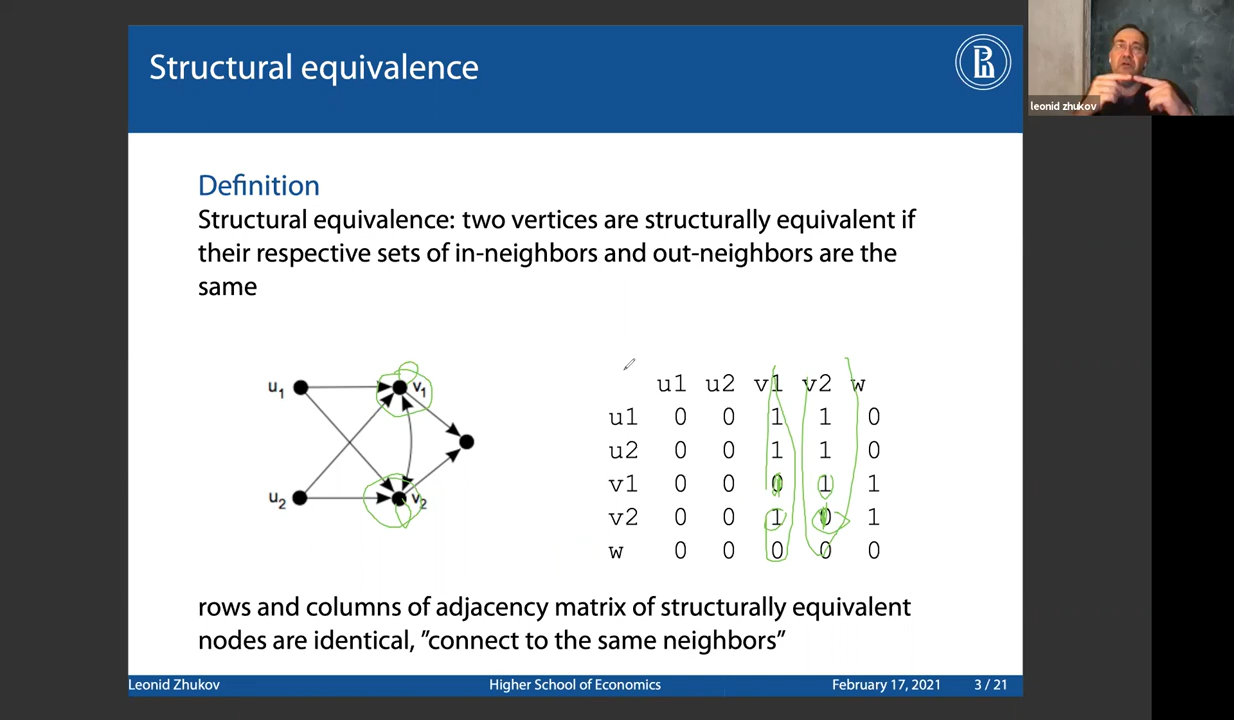 Structural equivalence
leonid zhukov
Definition
Structural equivalence: two vertices are structurally equivalent if
their respective sets of in-neighbors and out-neighbors are the
same
u1 v1
u2 v2
u1 u2 v1 v2 w
u1 0 0 1 1 0
u2 0 0 1 1 0
v1 0 0 0 1 1
v2 0 0 1 0 1
w 0 0 0 0 0
rows and columns of adjacency matrix of structurally equivalent
nodes are identical, ”connect to the same neighbors”
Leonid Zhukov Higher School of Economics February 17, 2021 3 / 21